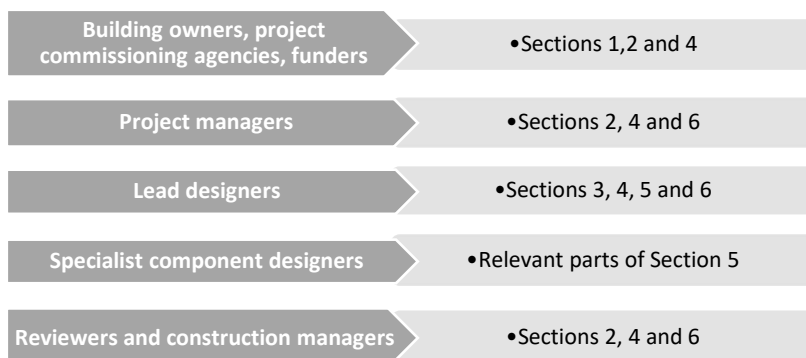 Building owners, project
commissioning agencies, funders
•Sections 1,2 and 4
Project managers
•Sections 2, 4 and 6
Lead designers
•Sections 3, 4, 5 and 6
Specialist component designers
•Relevant parts of Section 5
Reviewers and construction managers
•Sections 2, 4 and 6